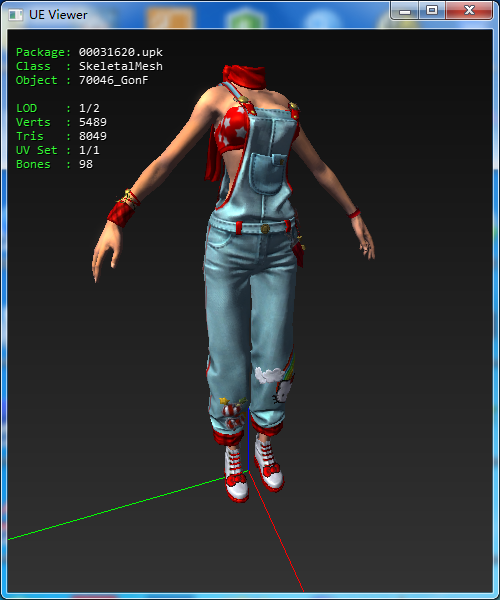 UE Viewer
Package: 00031620.upk
Class : SkeletalMesh
Object : 70046_GonF
LOD : 1/2
Verts : 5489
Tris : 8049
UV Set : 1/1
Bones : 98